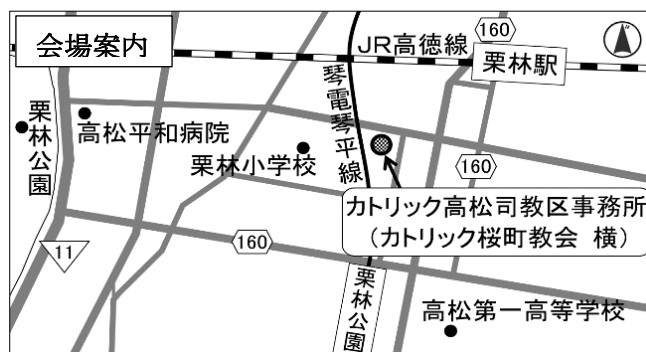 会場案内
JR高徳線
160
栗林駅
栗林公園
高松平和病院
栗林小学校
琴電琴平線
160
カトリック高松司教区事務所
（カトリック桜町教会 横）
11
160
栗林公園
高松第一高等学校